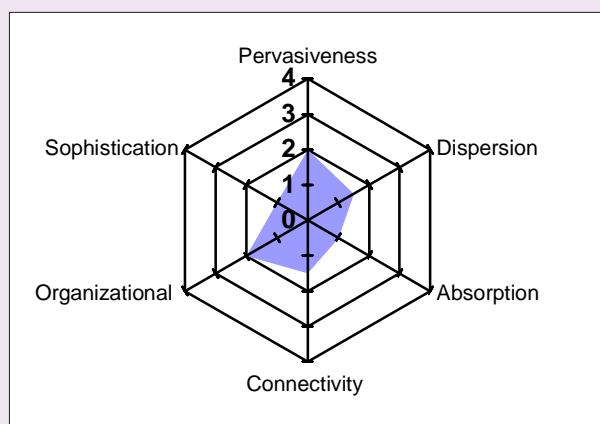 Pervasiveness
4
3
Sophistication
2
Dispersion
1
0
Organizational
Absorption
Connectivity